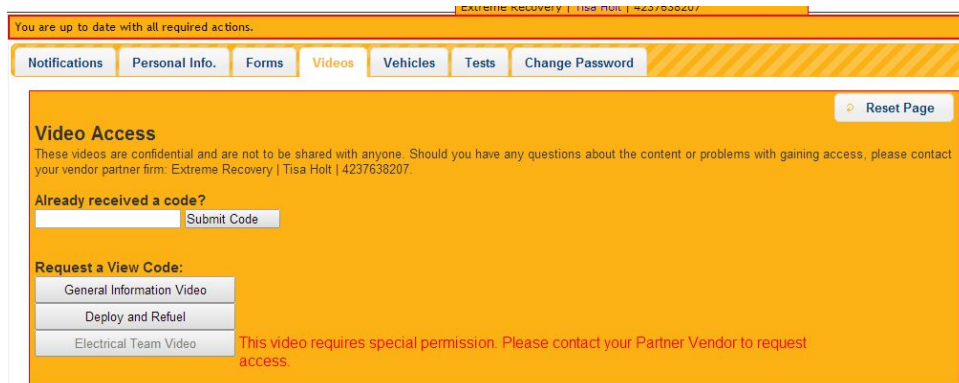 Extreme Recovery | Tisa Holt | 4237638207
You are up to date with all required actions.
Notifications Personal Info. Forms Videos Vehicles Tests Change Password
Reset Page
Video Access
These videos are confidential and are not to be shared with anyone. Should you have any questions about the content or problems with gaining access, please contact
your vendor partner firm: Extreme Recovery | Tisa Holt | 4237638207.
Already received a code?
Submit Code
Request a View Code:
General Information Video
Deploy and Refuel
Electrical Team Video
This video requires special permission. Please contact your Partner Vendor to request
access.